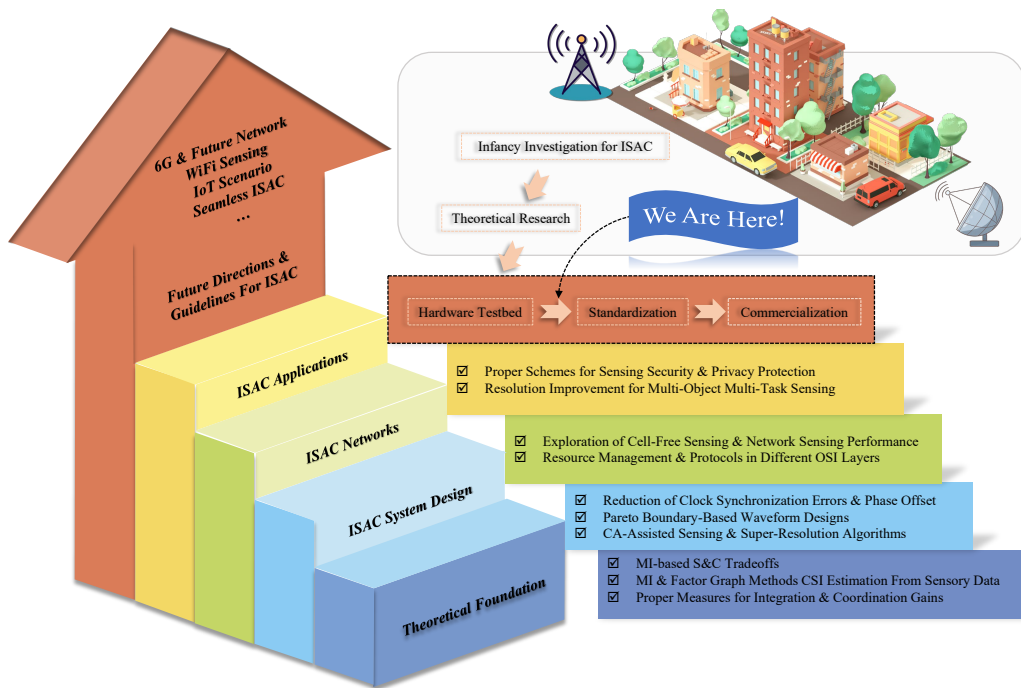 6G & Future Network
WiFi Sensing
IoT Scenario
Seamless ISAC
...
Future Directions &
Guidelines For ISAC
ISAC Applications
ISAC Networks
ISAC System Design
Theoretical Foundation
Infancy Investigation for ISAC
Theoretical Research
We Are Here!
Hardware Testbed
Standardization
Commercialization
Proper Schemes for Sensing Security & Privacy Protection
Resolution Improvement for Multi-Object Multi-Task Sensing
Exploration of Cell-Free Sensing & Network Sensing Performance
Resource Management & Protocols in Different OSI Layers
Reduction of Clock Synchronization Errors & Phase Offset
Pareto Boundary-Based Waveform Designs
CA-Assisted Sensing & Super-Resolution Algorithms
MI-based S&C Tradeoffs
MI & Factor Graph Methods CSI Estimation From Sensory Data
Proper Measures for Integration & Coordination Gains